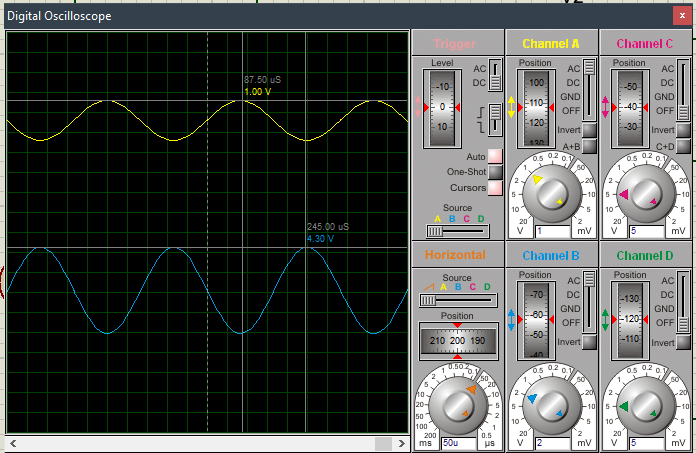 Digital Oscilloscope
x
87.50 uS
1.00 V
245.00 uS
4.30 V
Trigger
Level
-10
0
10
AC
DC
Auto
One-Shot
Cursors
Source
A B C D
Channel A
Position
100
110
120
130
AC
DC
GND
OFF
Invert
A+B
0.5 0.2 0.1
1 50
2 20
5 10
10 5
20 2
V 1 mV
Channel C
Position
-50
-40
-30
AC
DC
GND
OFF
Invert
C+D
0.5 0.2 0.1
1 50
2 20
5 10
10 5
20 2
V 5 mV
Horizontal
Source
A B C D
Position
210 200 190
1 0.5 0.2 0.1
2 50
5 20
10 10
20 5
50 2
100 1
200 0.5
ms 50u µs
Channel B
Position
-70
-60
-50
-40
AC
DC
GND
OFF
Invert
0.5 0.2 0.1
1 50
2 20
5 10
10 5
20 2
V 2 mV
Channel D
Position
-130
-120
-110
AC
DC
GND
OFF
Invert
0.5 0.2 0.1
1 50
2 20
5 10
10 5
20 2
V 5 mV